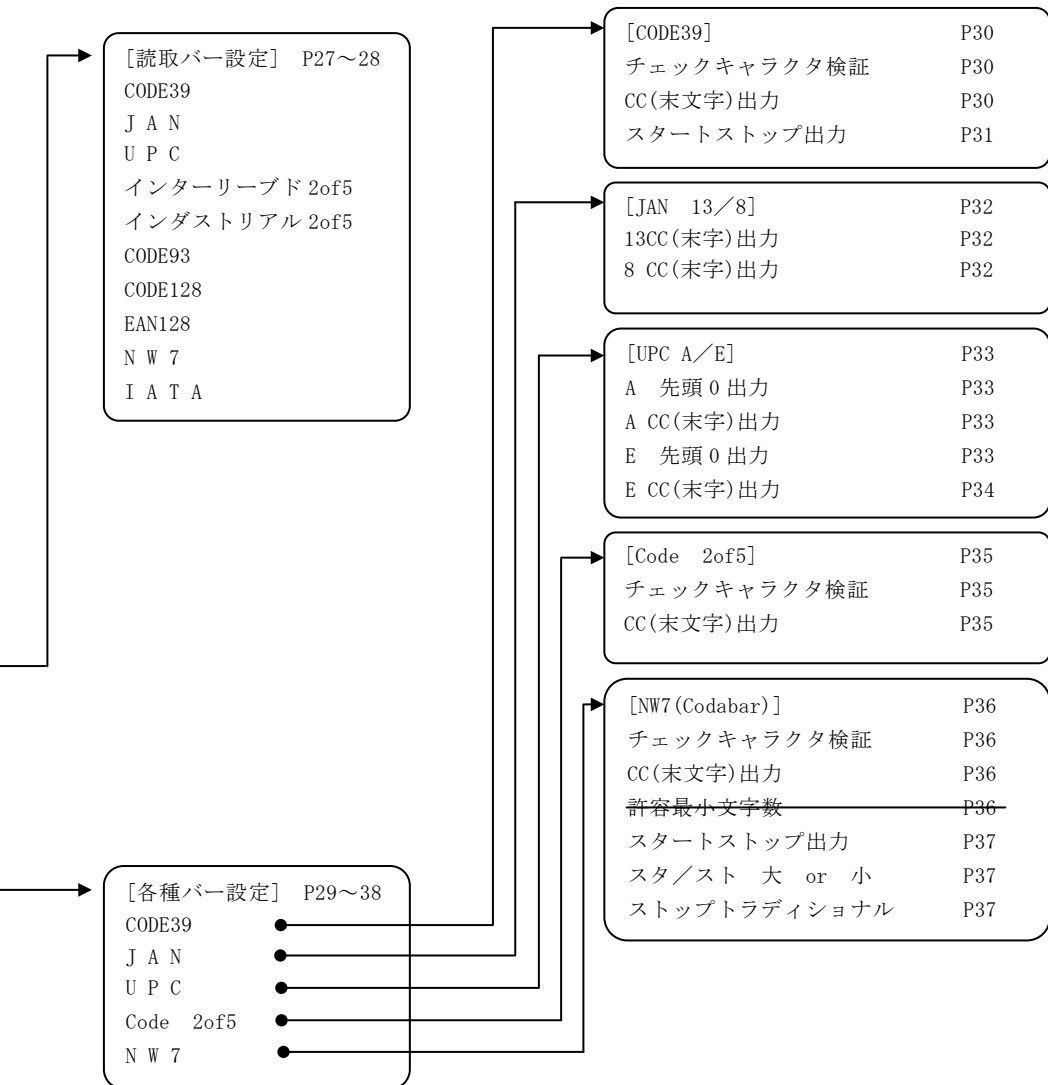 [読取バー設定] P27～28
CODE39
J A N
U P C
インターリーブド 2of5
インダストリアル 2of5
CODE93
CODE128
EAN128
N W 7
I A T A
[各種バー設定] P29～38
CODE39
J A N
U P C
Code 2of5
N W 7
[CODE39] P30
チェックキャラクタ検証 P30
CC(末文字)出力 P30
スタートストップ出力 P31
[JAN 13／8] P32
13CC(末字)出力 P32
8 CC(末字)出力 P32
[UPC A／E] P33
A 先頭 0 出力 P33
A CC(末字)出力 P33
E 先頭 0 出力 P33
E CC(末字)出力 P34
[Code 2of5] P35
チェックキャラクタ検証 P35
CC(末文字)出力 P35
[NW7(Codabar)] P36
チェックキャラクタ検証 P36
CC(末文字)出力 P36
許容最小文字数 P36
スタートストップ出力 P37
スタ／スト 大 or 小 P37
ストップトラディショナル P37